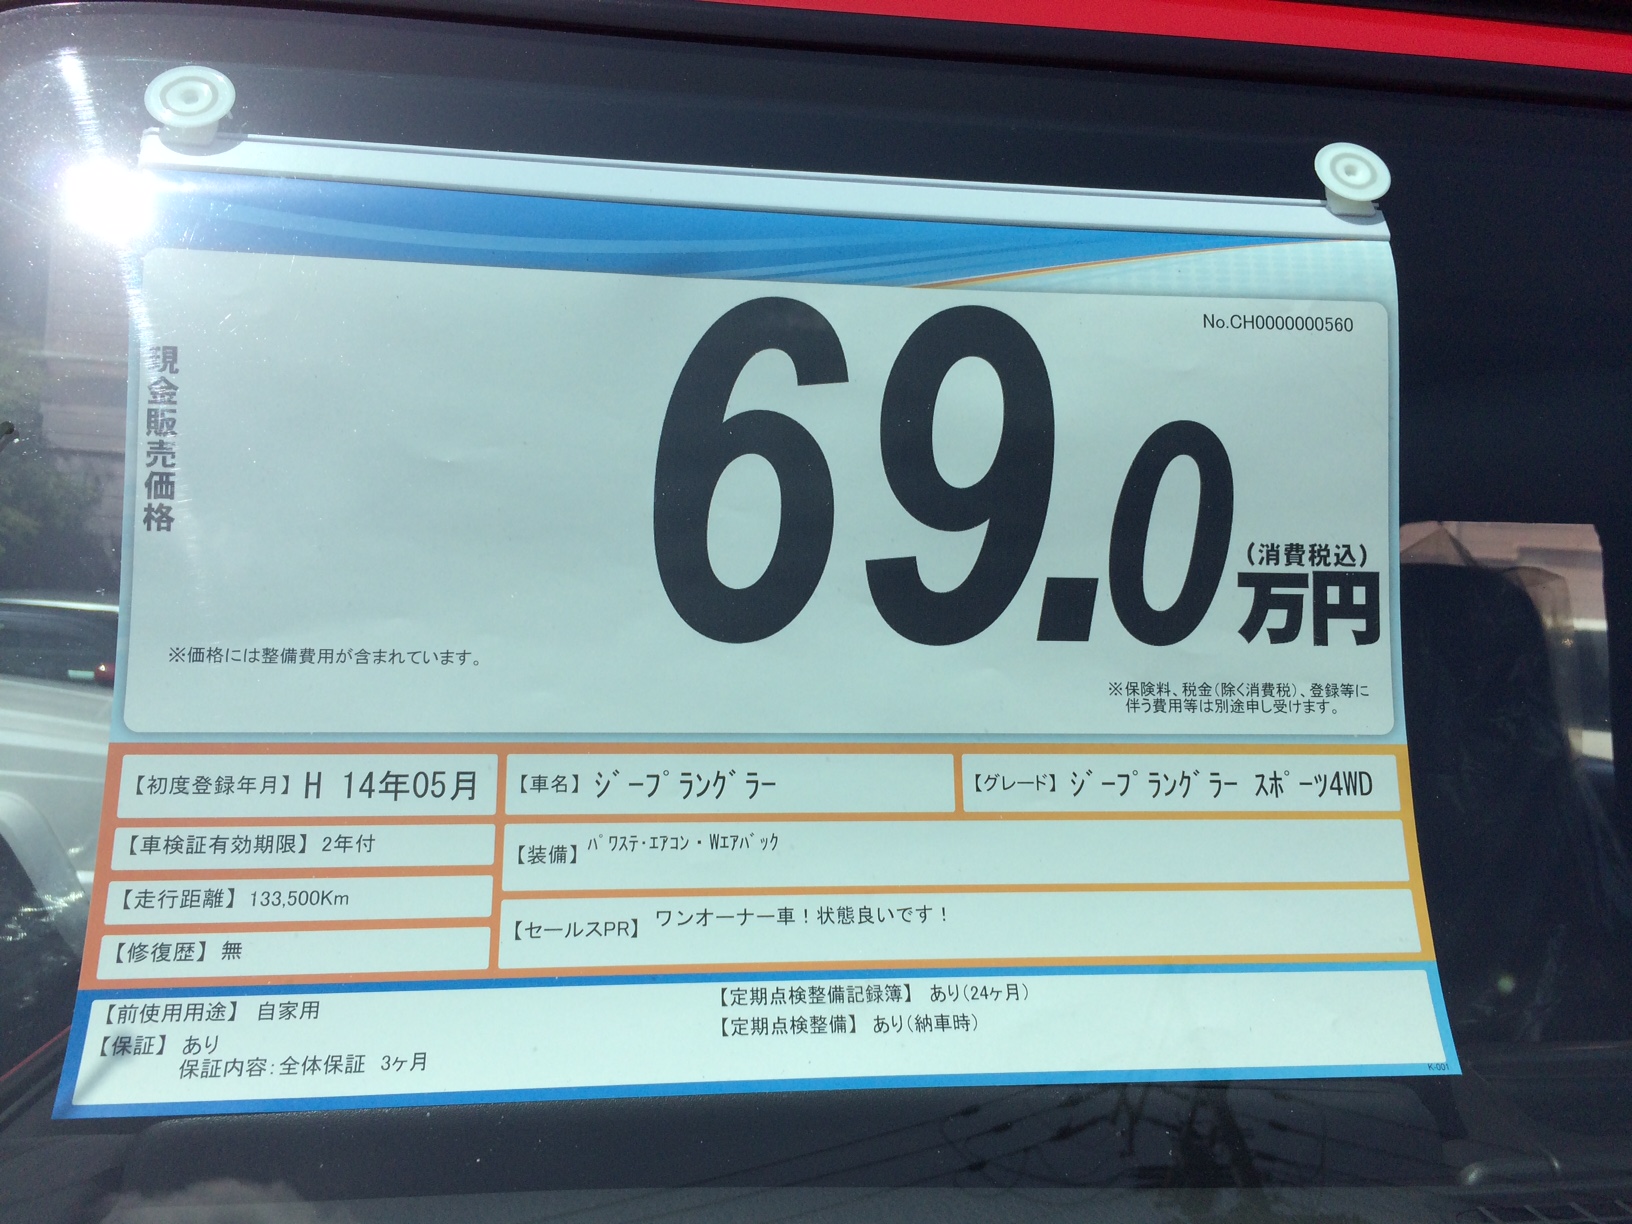 No.CH0000000560
現金販売価格
69.0万円
(消費税込)
※価格には整備費用が含まれています。
※保険料、税金(除く消費税)、登録等に
伴う費用等は別途申し受けます。
【初度登録年月】 H 14年05月
【車名】 ｼﾞｰﾌﾟﾗﾝｸﾞﾗｰ
【グレード】 ｼﾞｰﾌﾟﾗﾝｸﾞﾗｰ ｽﾎﾟｰﾂ4WD
【車検証有効期限】 2年付
【装備】 ﾊﾟﾜｽﾃ・ｴｱｺﾝ・Wｴｱﾊﾞｯｸ
【走行距離】 133,500Km
【セールスPR】 ワンオーナー車！状態良いです！
【修復歴】 無
【前使用用途】 自家用
【定期点検整備記録簿】 あり(24ヶ月)
【定期点検整備】 あり(納車時)
【保証】 あり
保証内容：全体保証 3ヶ月
K-001